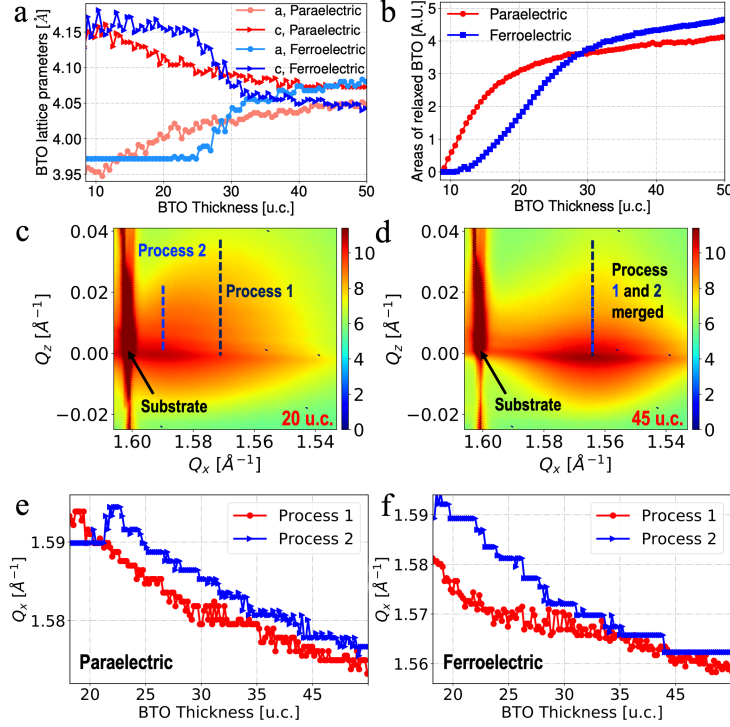 a
BTO lattice prameters [Å]
4.15
4.10
4.05
4.00
3.95
a, Paraelectric
c, Paraelectric
a, Ferroelectric
c, Ferroelectric
10 20 30 40 50
BTO Thickness [u.c.]
b
Areas of relaxed BTO [A.U.]
5
4
3
2
1
0
Paraelectric
Ferroelectric
10 20 30 40 50
BTO Thickness [u.c.]
c
Q_z [Å⁻¹]
0.04
0.02
0.00
−0.02
Process 2
Process 1
Substrate
20 u.c.
1.60 1.58 1.56 1.54
Q_x [Å⁻¹]
10
8
6
4
2
0
d
Q_z [Å⁻¹]
0.04
0.02
0.00
−0.02
Process
1 and 2
merged
Substrate
45 u.c.
1.60 1.58 1.56 1.54
Q_x [Å⁻¹]
10
8
6
4
2
0
e
Q_x [Å⁻¹]
1.59
1.58
Process 1
Process 2
Paraelectric
20 25 30 35 40 45
BTO Thickness [u.c.]
f
Q_x [Å⁻¹]
1.59
1.58
1.57
1.56
Process 1
Process 2
Ferroelectric
20 25 30 35 40 45
BTO Thickness [u.c.]